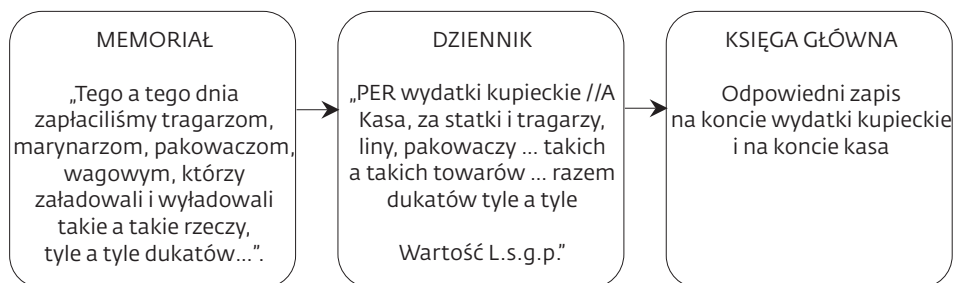 MEMORIAŁ
„Tego a tego dnia
zapłaciliśmy tragarzom,
marynarzom, pakowaczom,
wagowym, którzy
załadowali i wyładowali
takie a takie rzeczy,
tyle a tyle dukatów...”.
DZIENNIK
„PER wydatki kupieckie //A
Kasa, za statki i tragarzy,
liny, pakowaczy ... takich
a takich towarów ... razem
dukatów tyle a tyle
Wartość L.s.g.p.”
KSIĘGA GŁÓWNA
Odpowiedni zapis
na koncie wydatki kupieckie
i na koncie kasa